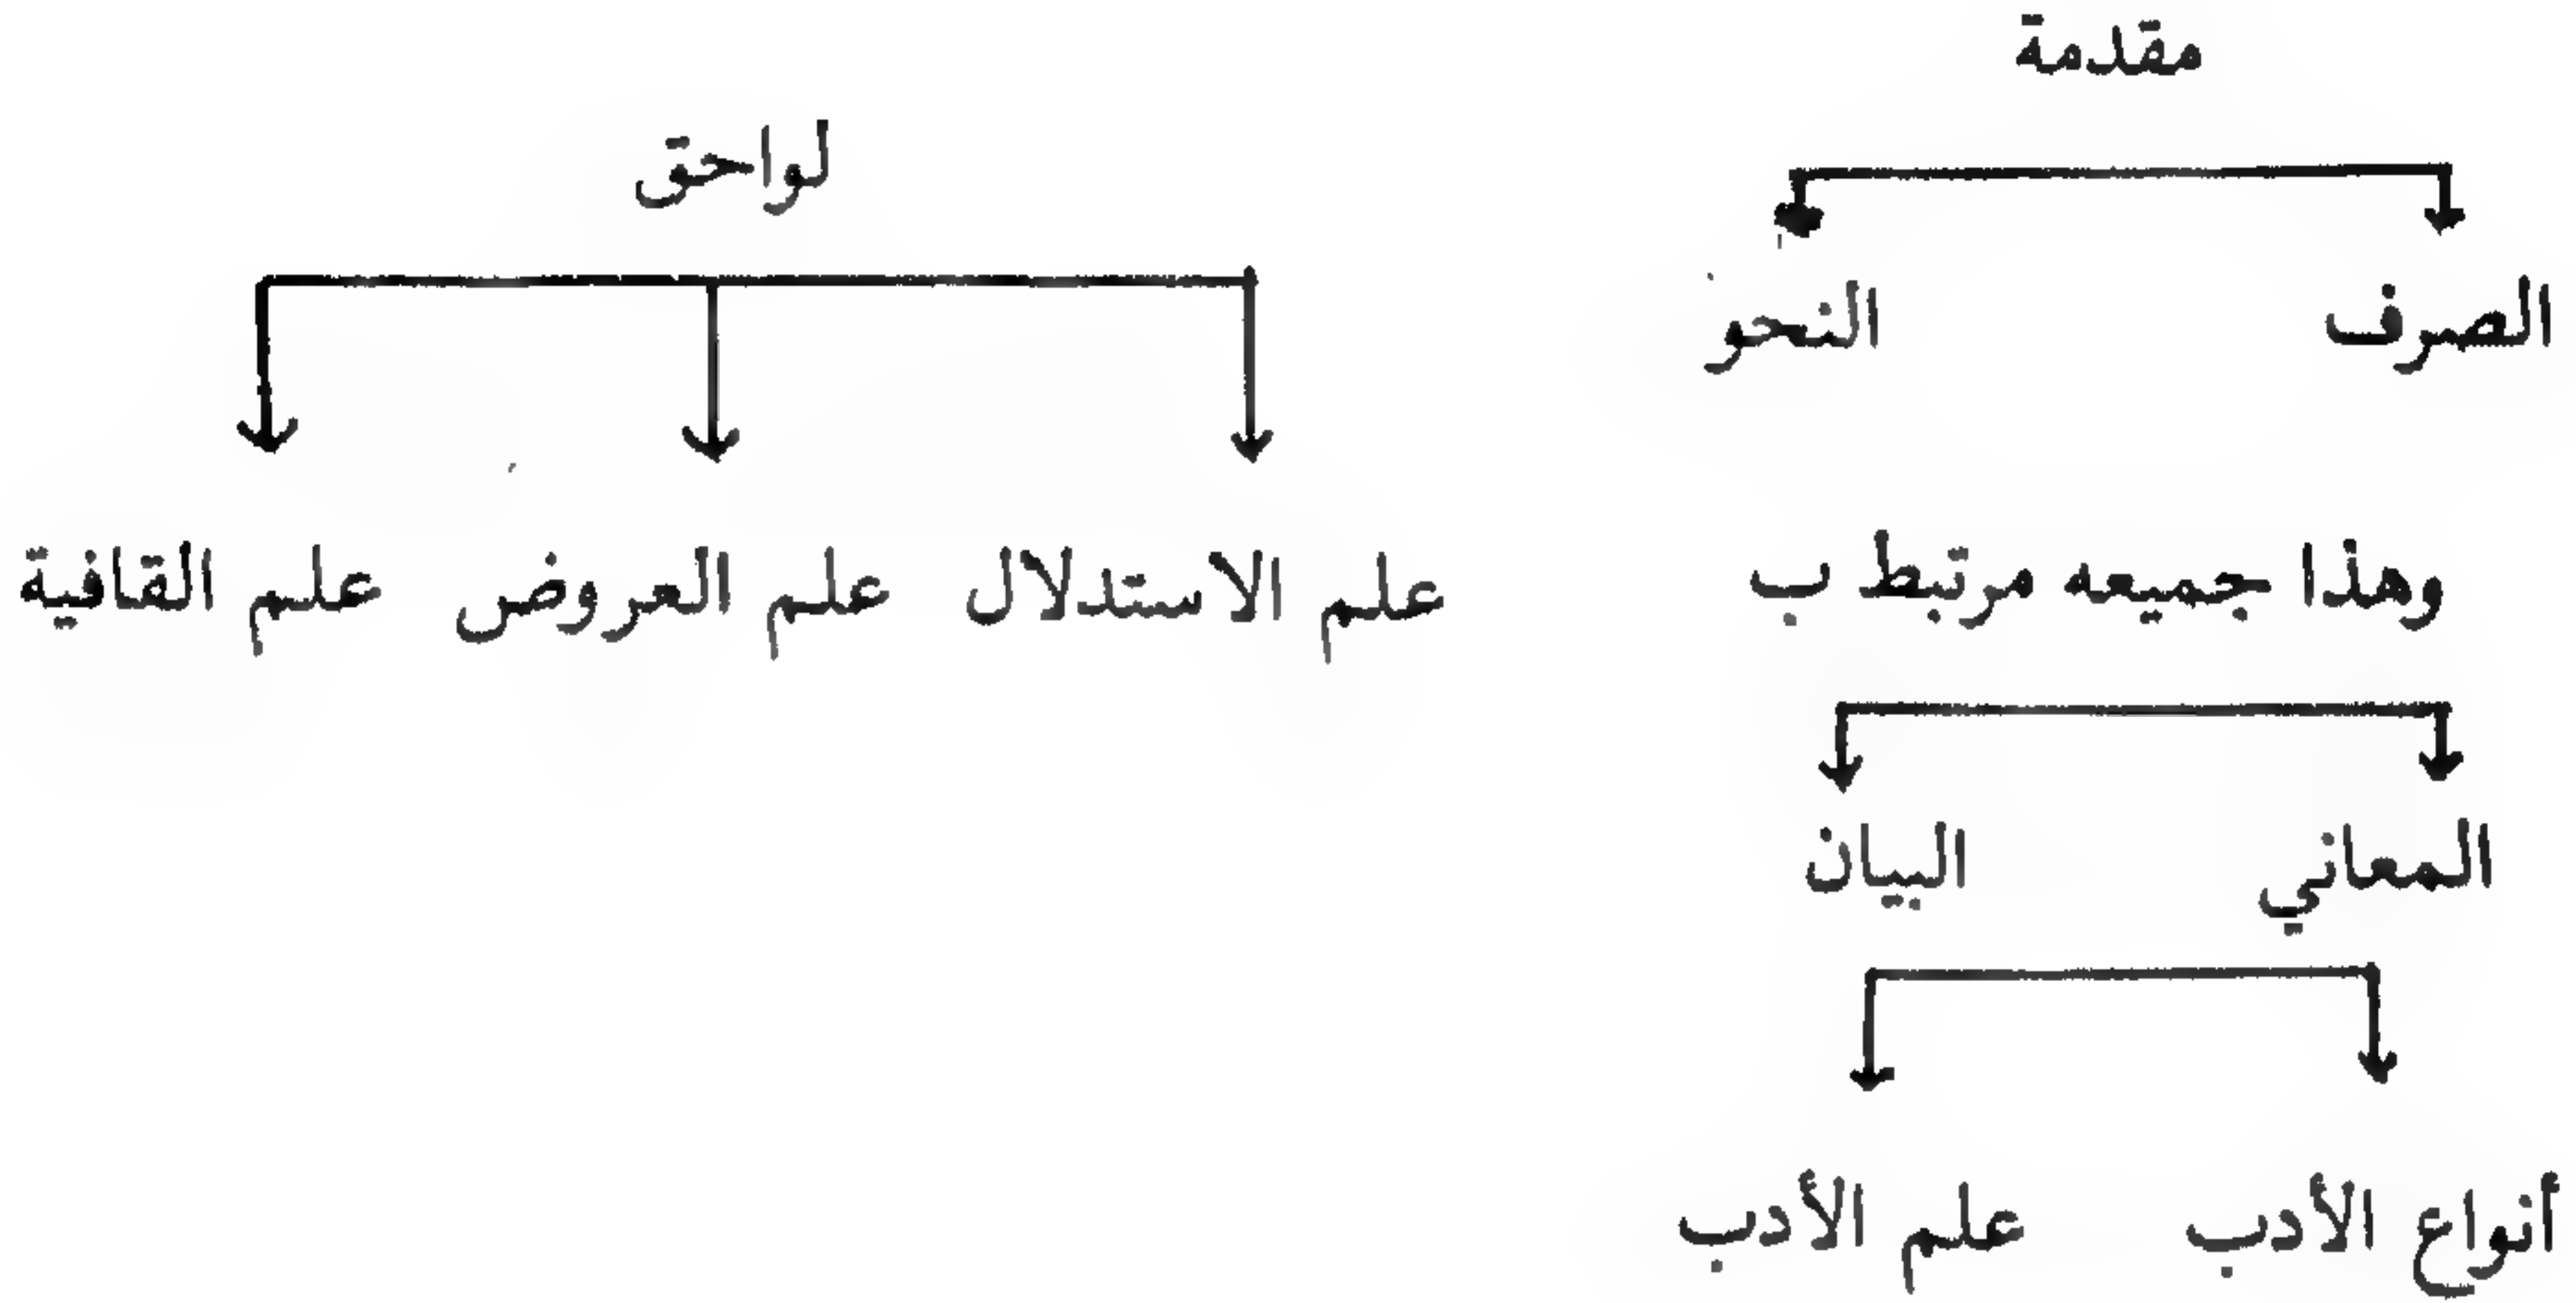 مقدمة
الصرف النحو
وهذا جميعه مرتبط ب
المعاني البيان
أنواع الأدب علم الأدب
لواحق
علم الاستدلال علم العروض علم القافية